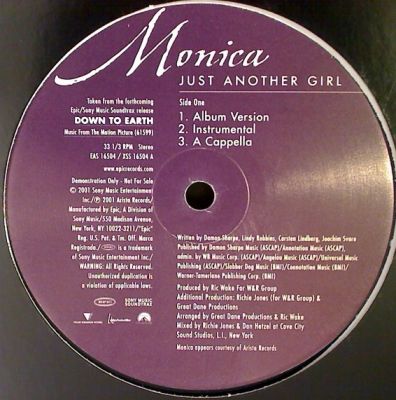 Monica
JUST ANOTHER GIRL
Taken from the forthcoming
Epic/Sony Music Soundtrax release
DOWN TO EARTH
Music From The Motion Picture (61599)
33 1/3 RPM Stereo
EAS 16504 / XSS 16504 A
www.epicrecords.com
Demonstration Only - Not For Sale
© 2001 Sony Music Entertainment
Inc./℗ 2001 Arista Records/
Manufactured by Epic, A Division of
Sony Music/550 Madison Avenue,
New York, NY 10022-3211/"Epic"
Reg. U.S. Pat. & Tm. Off. Marca
Registrada./ is a trademark
of Sony Music Entertainment Inc./
WARNING: All Rights Reserved.
Unauthorized duplication is
a violation of applicable laws.
Side One
1. Album Version
2. Instrumental
3. A Cappella
Written by Damon Sharpe, Lindy Robbins, Carsten Lindberg, Joachim Svare
Published by Damon Sharpe Music (ASCAP)/Annotation Music (ASCAP),
admin. by WB Music Corp. (ASCAP)/Angelou Music (ASCAP)/Universal Music
Publishing (ASCAP)/Slobber Dog Music (BMI)/Connotation Music (BMI)/
Warner-Tamerlane Publishing Corp. (BMI)
Produced by Ric Wake For W&R Group
Additional Production: Richie Jones (for W&R Group) &
Great Dane Productions
Arranged by Great Dane Productions & Ric Wake
Mixed by Richie Jones & Dan Hetzel at Cove City
Sound Studios, L.I., New York
Monica appears courtesy of Arista Records
SONY MUSIC
SOUNDTRAX